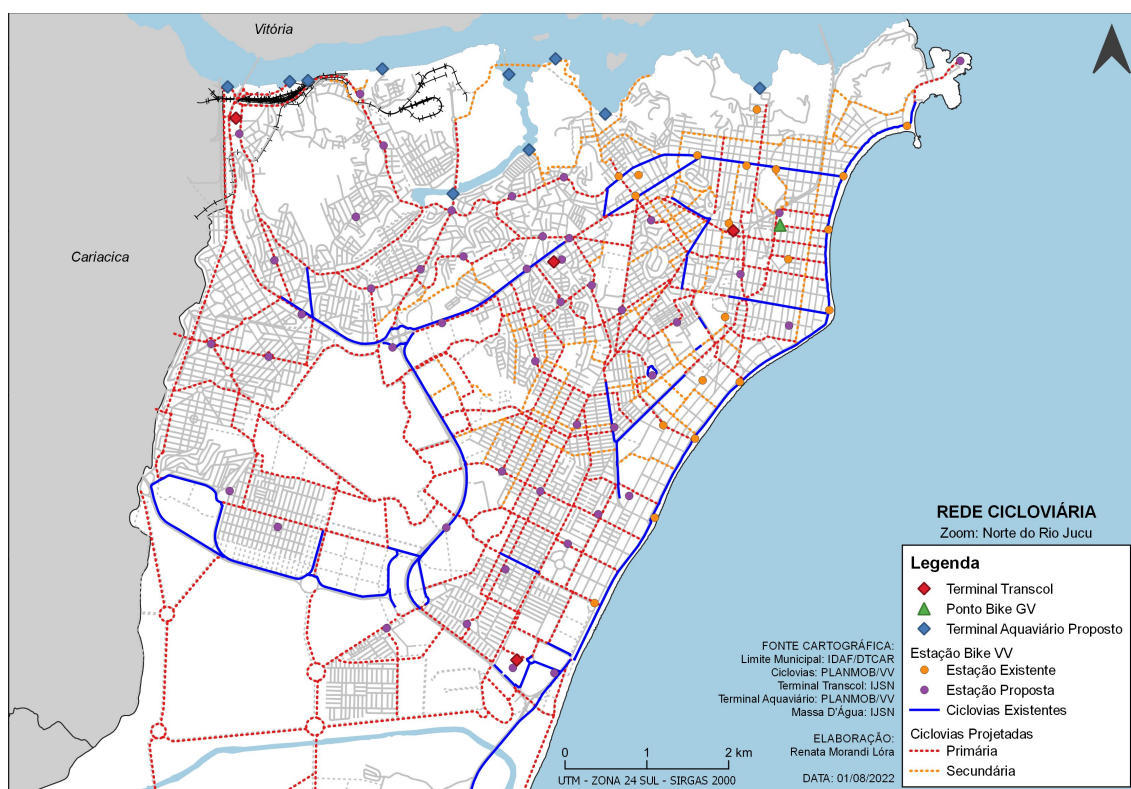 Vitória
Cariacica
REDE CICLOVIÁRIA
Zoom: Norte do Rio Jucu
Legenda
Terminal Transcol
Ponto Bike GV
Terminal Aquaviário Proposto
Estação Bike VV
Estação Existente
Estação Proposta
Ciclovias Existentes
Ciclovias Projetadas
Primária
Secundária
FONTE CARTOGRÁFICA:
Limite Municipal: IDAF/DTCAR
Ciclovias: PLANMOB/VV
Terminal Transcol: IJSN
Terminal Aquaviário: PLANMOB/VV
Massa D'Água: IJSN
ELABORAÇÃO:
Renata Morandi Lóra
DATA: 01/08/2022
0 1 2 km
UTM - ZONA 24 SUL - SIRGAS 2000